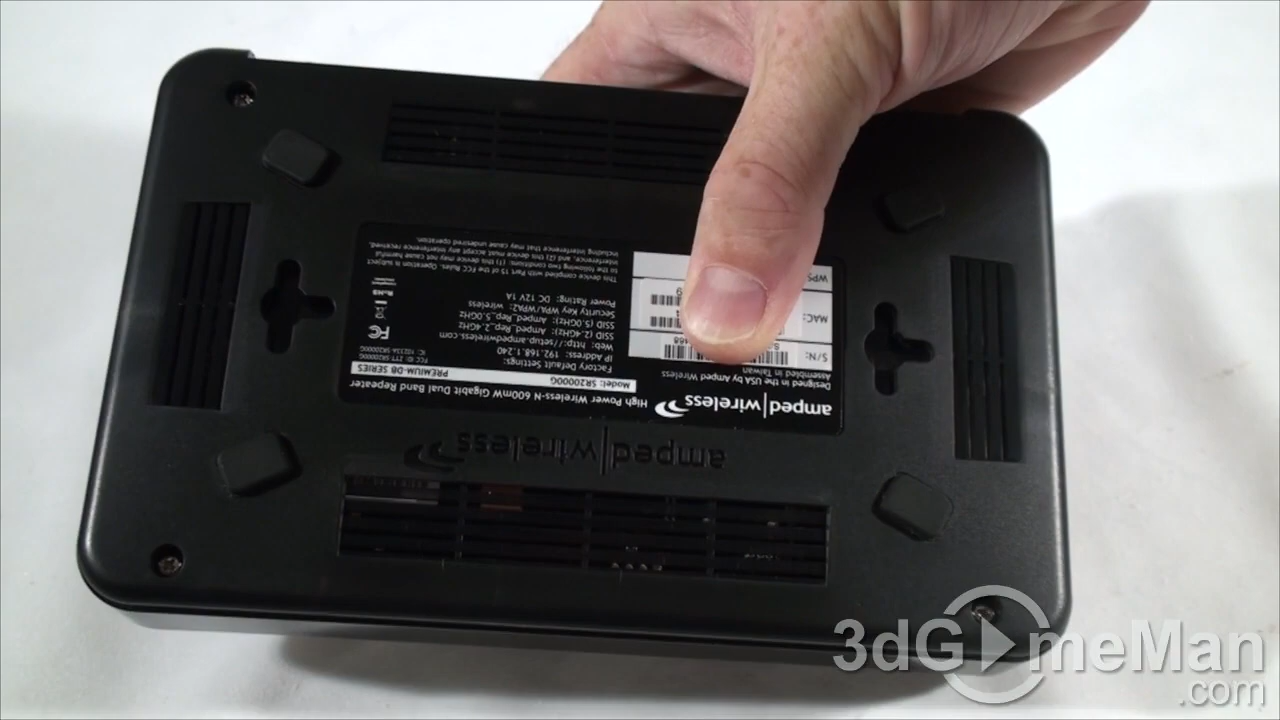 amped|wireless
High Power Wireless-N 600mW Gigabit Dual Band Repeater
Designed in the USA by Amped Wireless
Assembled in Taiwan
Model: SR20000G
PREMIUM-DB SERIES
S/N:
MAC:
WPS
Factory Default Settings:
IP Address: 192.168.1.240
Web: http://setup.ampedwireless.com
SSID (2.4GHz): Amped_Rep_2.4GHz
SSID (5.0GHz): Amped_Rep_5.0GHz
Security Key WPA/WPA2: wireless
Power Rating: DC 12V 1A
FCC ID: ZTT-SR20000G
FC
RoHS
This device complies with Part 15 of the FCC Rules. Operation is subject
to the following two conditions: (1) this device may not cause harmful
interference, and (2) this device must accept any interference received,
including interference that may cause undesired operation.
amped|wireless
3dGameMan
.com